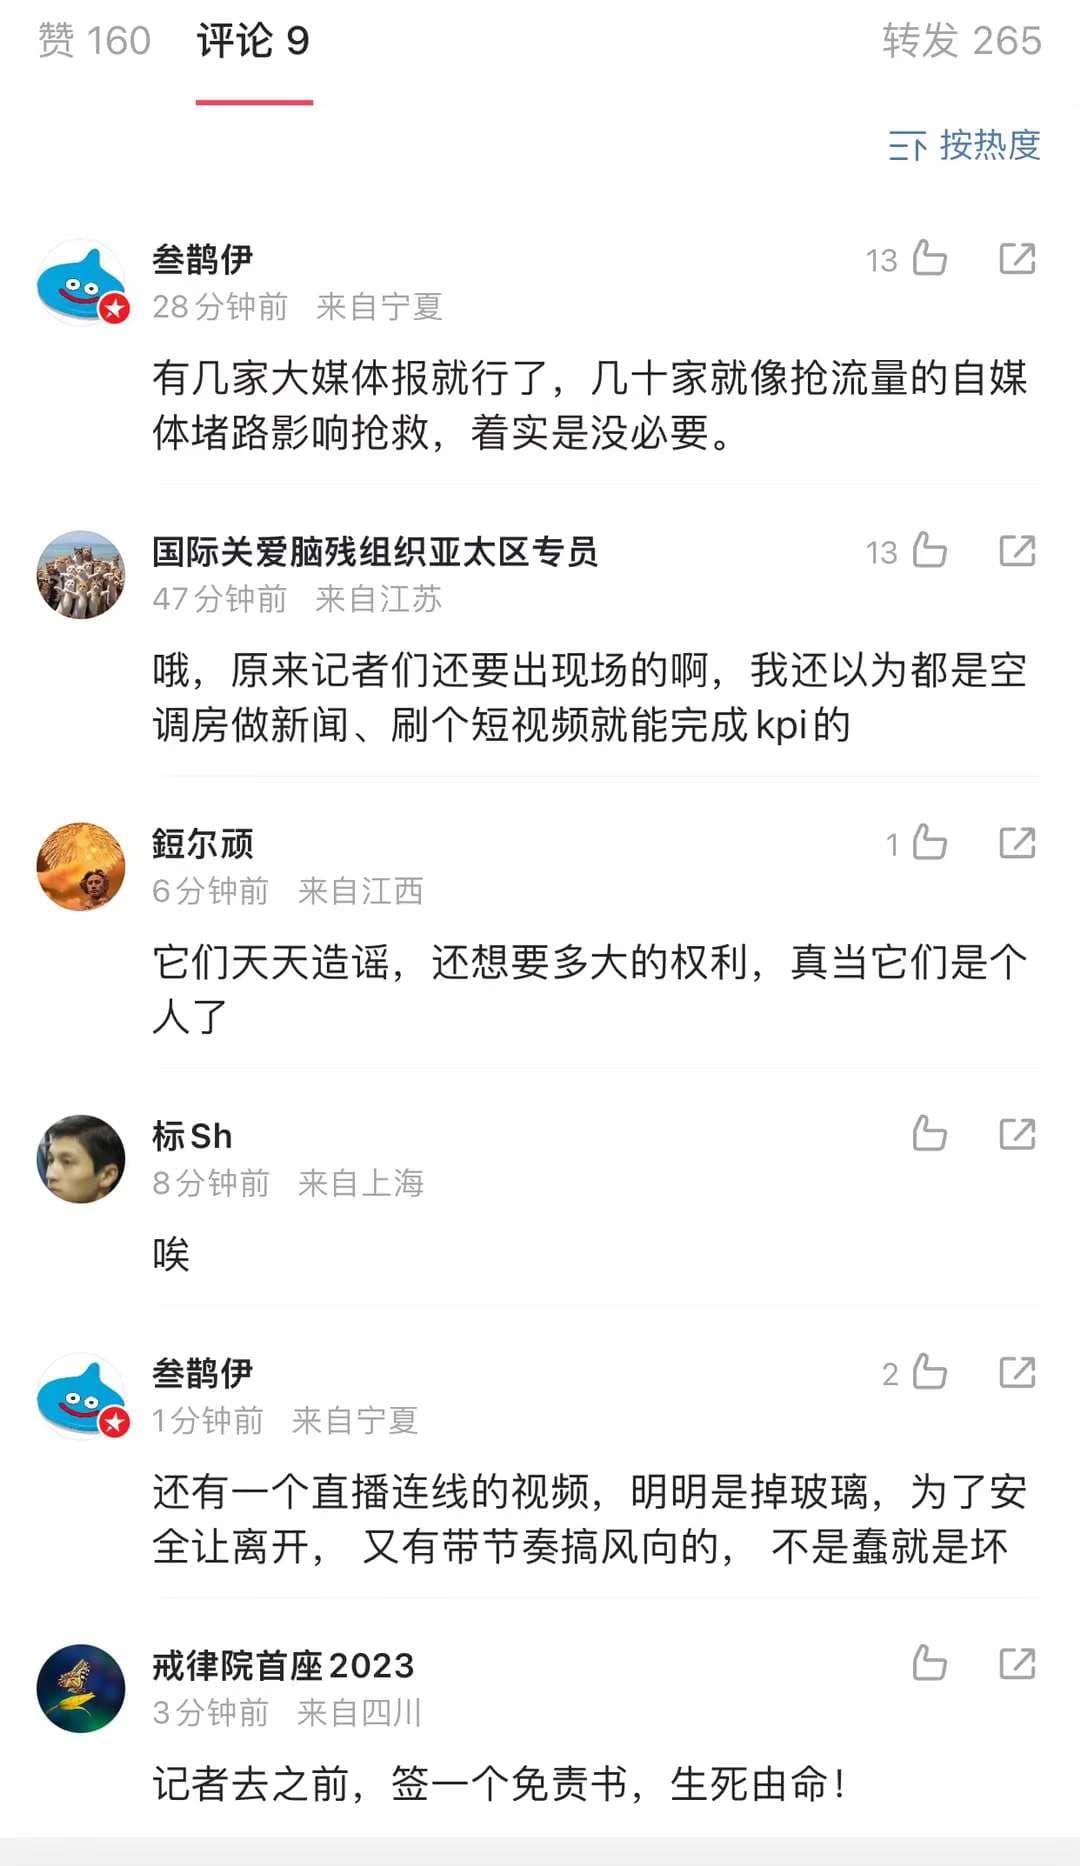 赞 160 评论 9 转发 265
按热度
叁鹊伊 13
28分钟前 来自宁夏
有几家大媒体报就行了，几十家就像抢流量的自媒
体堵路影响抢救，着实是没必要。
国际关爱脑残组织亚太区专员 13
47分钟前 来自江苏
哦，原来记者们还要出现场的啊，我还以为都是空
调房做新闻、刷个短视频就能完成kpi的
鋀尔顽 1
6分钟前 来自江西
它们天天造谣，还想要多大的权利，真当它们是个
人了
标Sh
8分钟前 来自上海
唉
叁鹊伊 2
1分钟前 来自宁夏
还有一个直播连线的视频，明明是掉玻璃，为了安
全让离开， 又有带节奏搞风向的， 不是蠢就是坏
戒律院首座2023
3分钟前 来自四川
记者去之前，签一个免责书，生死由命！